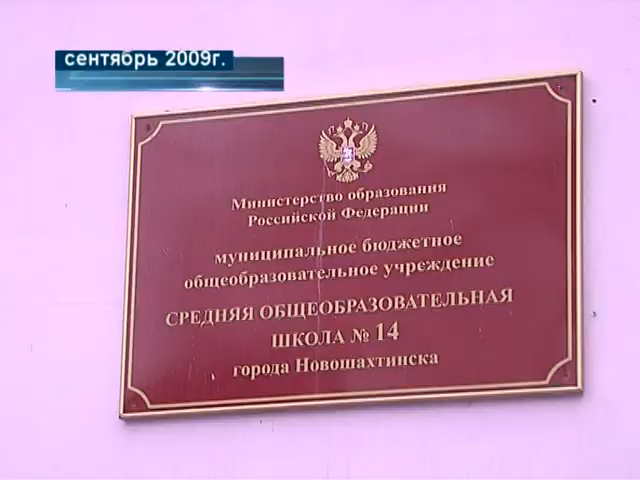 сентябрь 2009г.
Министерство образования
Российской Федерации
муниципальное бюджетное
общеобразовательное учреждение
СРЕДНЯЯ ОБЩЕОБРАЗОВАТЕЛЬНАЯ
ШКОЛА № 14
города Новошахтинска